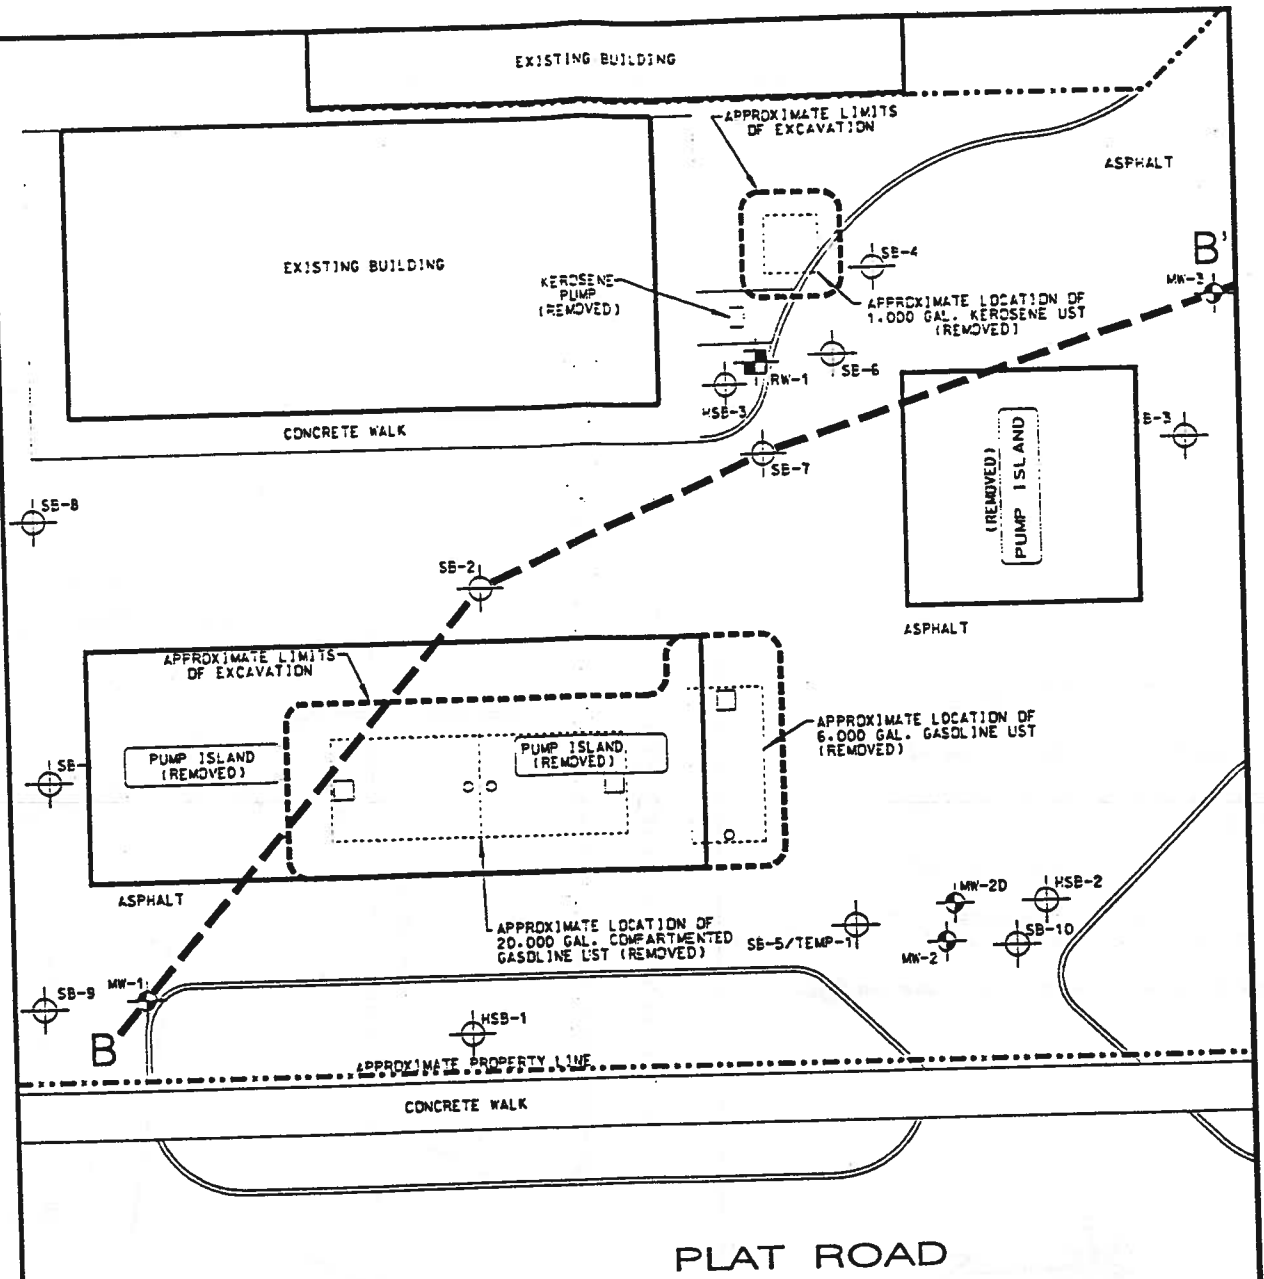 EXISTING BUILDING
APPROXIMATE LIMITS
OF EXCAVATION
ASPHALT
EXISTING BUILDING
SB-4
B'
KEROSENE
PUMP
(REMOVED)
MW-3
APPROXIMATE LOCATION OF
1.000 GAL. KEROSENE UST
(REMOVED)
SB-6
RW-1
HSB-3
CONCRETE WALK
B-3
(REMOVED)
PUMP ISLAND
SB-7
SB-8
SB-2
ASPHALT
APPROXIMATE LIMITS
OF EXCAVATION
APPROXIMATE LOCATION OF
6.000 GAL. GASOLINE UST
(REMOVED)
PUMP ISLAND
(REMOVED)
PUMP ISLAND
(REMOVED)
SB-
ASPHALT
MW-2D
HSB-2
APPROXIMATE LOCATION OF
20.000 GAL. COMPARTMENTED
GASOLINE UST (REMOVED)
SB-5/TEMP-1
SB-10
MW-2
MW-1
SB-9
HSB-1
B
APPROXIMATE PROPERTY LINE
CONCRETE WALK
PLAT ROAD